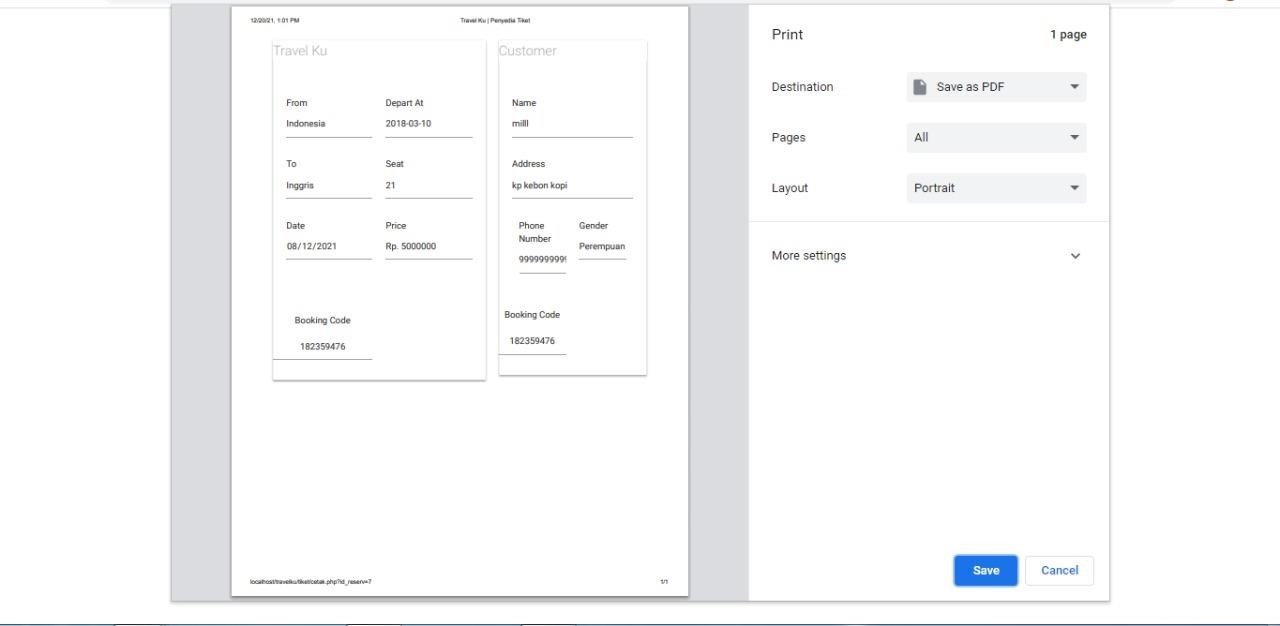 12/20/21, 1:01 PM Travel Ku | Penyedia Tiket
Travel Ku
From Depart At
Indonesia 2018-03-10
To Seat
Inggris 21
Date Price
08/12/2021 Rp. 5000000
Booking Code
182359476
Customer
Name
milll
Address
kp kebon kopi
Phone Number Gender
999999999 Perempuan
Booking Code
182359476
localhost/travelku/tiket/cetak.php?id_reserv=7 1/1
Print 1 page
Destination Save as PDF
Pages All
Layout Portrait
More settings
Save Cancel